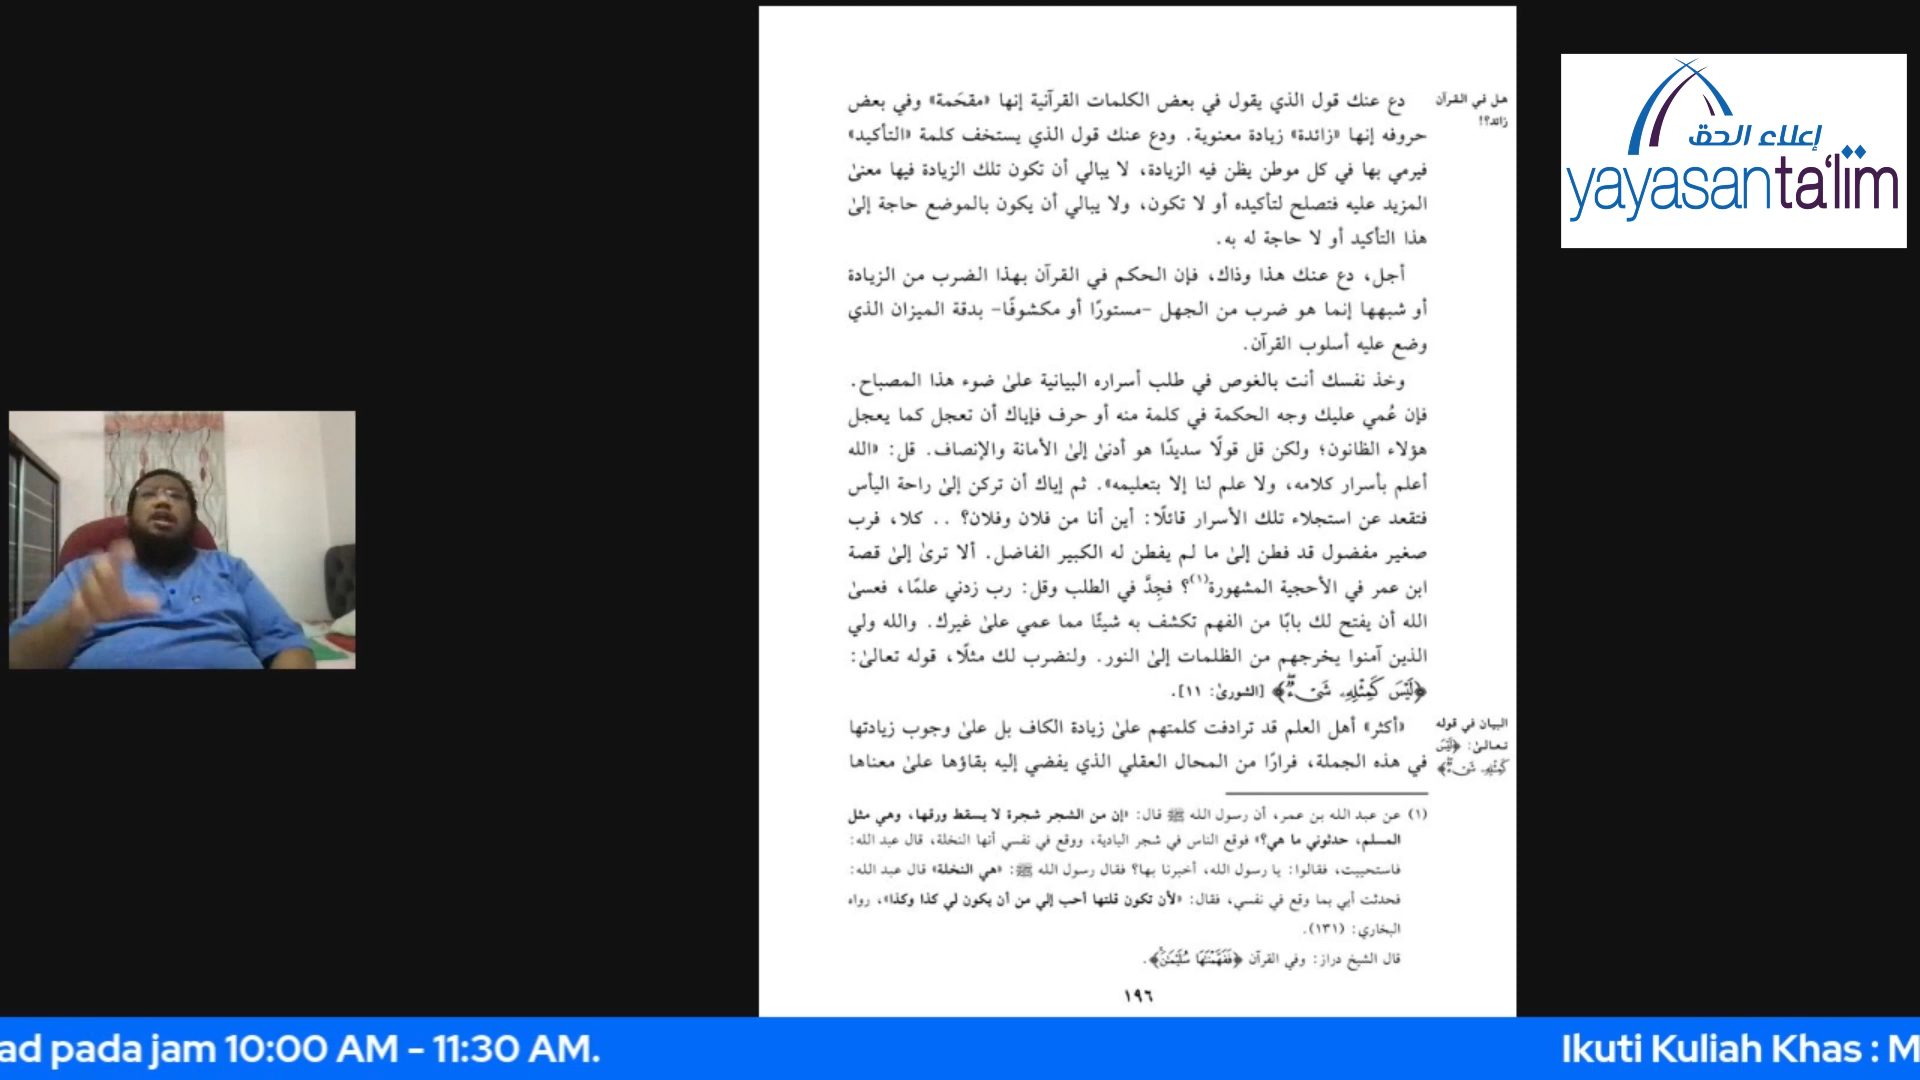 هل في القرآن
زائد؟!
دع عنك قول الذي يقول في بعض الكلمات القرآنية إنها «مقحَمة» وفي بعض
حروفه إنها «زائدة» زيادة معنوية. ودع عنك قول الذي يستخف كلمة «التأكيد»
فيرمي بها في كل موطن يظن فيه الزيادة، لا يبالي أن تكون تلك الزيادة فيها معنىٰ
المزيد عليه فتصلح لتأكيده أو لا تكون، ولا يبالي أن يكون بالموضع حاجة إلىٰ
هذا التأكيد أو لا حاجة له به.
أجل، دع عنك هذا وذاك، فإن الحكم في القرآن بهذا الضرب من الزيادة
أو شبهها إنما هو ضرب من الجهل -مستورًا أو مكشوفًا- بدقة الميزان الذي
وضع عليه أسلوب القرآن.
وخذ نفسك أنت بالغوص في طلب أسراره البيانية علىٰ ضوء هذا المصباح.
فإن عُمي عليك وجه الحكمة في كلمة منه أو حرف فإياك أن تعجل كما يعجل
هؤلاء الظانون؛ ولكن قل قولًا سديدًا هو أدنىٰ إلىٰ الأمانة والإنصاف. قل: «الله
أعلم بأسرار كلامه، ولا علم لنا إلا بتعليمه». ثم إياك أن تركن إلىٰ راحة اليأس
فتقعد عن استجلاء تلك الأسرار قائلًا: أين أنا من فلان وفلان؟ .. كلا، فرب
صغير مفضول قد فطن إلىٰ ما لم يفطن له الكبير الفاضل. ألا ترىٰ إلىٰ قصة
ابن عمر في الأحجية المشهورة(١)؟ فجِدَّ في الطلب وقل: رب زدني علمًا، فعسىٰ
الله أن يفتح لك بابًا من الفهم تكشف به شيئًا مما عمي علىٰ غيرك. والله ولي
الذين آمنوا يخرجهم من الظلمات إلىٰ النور. ولنضرب لك مثلًا، قوله تعالىٰ:
﴿لَيْسَ كَمِثْلِهِۦ شَىْءٌ﴾ [الشورىٰ: ١١].
البيان في قوله
تعالىٰ: ﴿لَيْسَ
كَمِثْلِهِۦ شَىْءٌ﴾
«أكثر» أهل العلم قد ترادفت كلمتهم علىٰ زيادة الكاف بل علىٰ وجوب زيادتها
في هذه الجملة، فرارًا من المحال العقلي الذي يفضي إليه بقاؤها علىٰ معناها
(١) عن عبد الله بن عمر، أن رسول الله ﷺ قال: «إن من الشجر شجرة لا يسقط ورقها، وهي مثل
المسلم، حدثوني ما هي؟» فوقع الناس في شجر البادية، ووقع في نفسي أنها النخلة، قال عبد الله:
فاستحييت، فقالوا: يا رسول الله، أخبرنا بها؟ فقال رسول الله ﷺ: «هي النخلة» قال عبد الله:
فحدثت أبي بما وقع في نفسي، فقال: «لأن تكون قلتها أحب إلي من أن يكون لي كذا وكذا»، رواه
البخاري: (١٣١).
قال الشيخ دراز: وفي القرآن ﴿فَفَهَّمْنَٰهَا سُلَيْمَٰنَ﴾.
١٩٦
إعلاء الحق
yayasanta'lim
ad pada jam 10:00 AM - 11:30 AM.
Ikuti Kuliah Khas : M